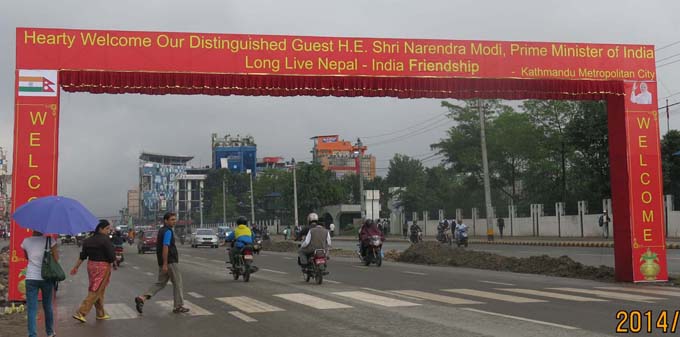 Hearty Welcome Our Distinguished Guest H.E. Shri Narendra Modi, Prime Minister of India
Long Live Nepal - India Friendship
- Kathmandu Metropolitan City
WELCO
WELCOME
2014/